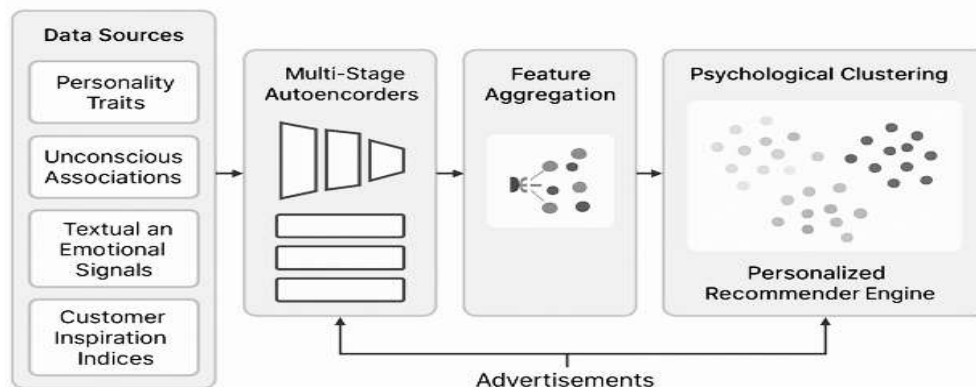 Data Sources
Personality
Traits
Unconscious
Associations
Textual an
Emotional
Signals
Customer
Inspiration
Indices
Multi-Stage
Autoencorders
Feature
Aggregation
Psychological Clustering
Personalized
Recommender Engine
Advertisements